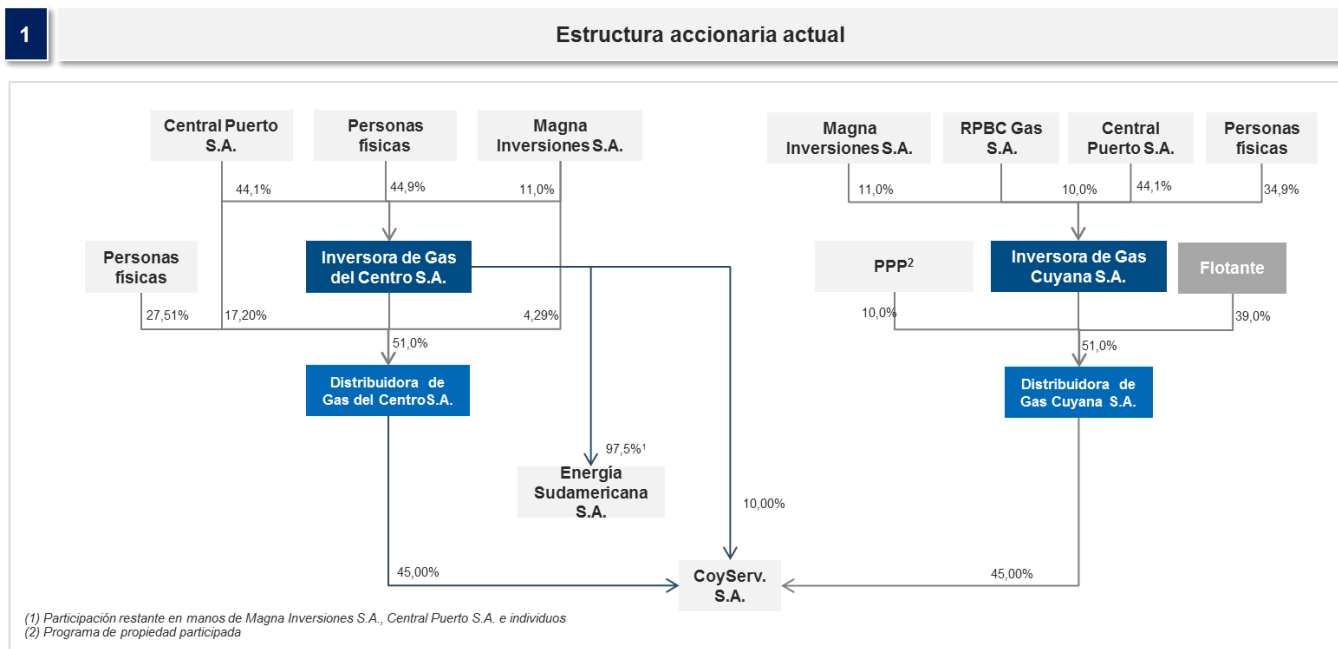 1
Estructura accionaria actual
Central Puerto
S.A.
Personas
físicas
Magna
Inversiones S.A.
Magna
Inversiones S.A.
RPBC Gas
S.A.
Central
Puerto S.A.
Personas
físicas
44,1%
44,9%
11,0%
11,0%
10,0%
44,1%
34,9%
Personas
físicas
Inversora de Gas
del Centro S.A.
PPP²
Inversora de Gas
Cuyana S.A.
Flotante
27,51%
17,20%
4,29%
10,0%
39,0%
51,0%
51,0%
Distribuidora de
Gas del Centro S.A.
Distribuidora de
Gas Cuyana S.A.
97,5%¹
Energía
Sudamericana
S.A.
10,00%
CoyServ.
S.A.
45,00%
45,00%
(1) Participación restante en manos de Magna Inversiones S.A., Central Puerto S.A. e individuos
(2) Programa de propiedad participada